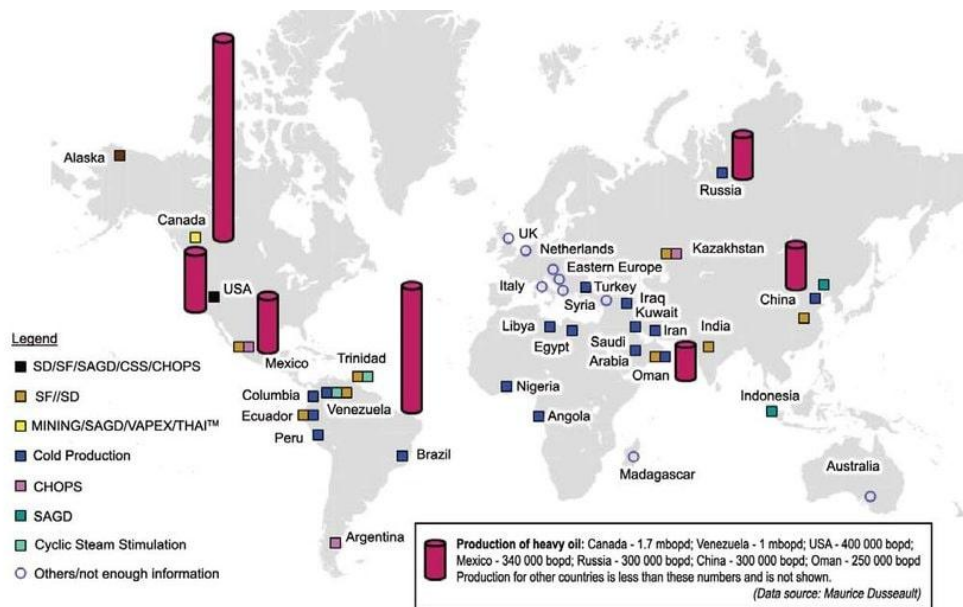 Alaska
Canada
USA
Mexico
Trinidad
Columbia
Venezuela
Ecuador
Peru
Brazil
Argentina
Russia
UK
Netherlands
Kazakhstan
Eastern Europe
Italy
Turkey
Syria
Iraq
Kuwait
China
Libya
Iran
India
Egypt
Saudi
Arabia
Oman
Nigeria
Indonesia
Angola
Madagascar
Australia
Legend
SD/SF/SAGD/CSS/CHOPS
SF//SD
MINING/SAGD/VAPEX/THAI™
Cold Production
CHOPS
SAGD
Cyclic Steam Stimulation
Others/not enough information
Production of heavy oil: Canada - 1.7 mbopd; Venezuela - 1 mbopd; USA - 400 000 bopd;
Mexico - 340 000 bopd; Russia - 300 000 bopd; China - 300 000 bopd; Oman - 250 000 bopd
Production for other countries is less than these numbers and is not shown.
(Data source: Maurice Dusseault)